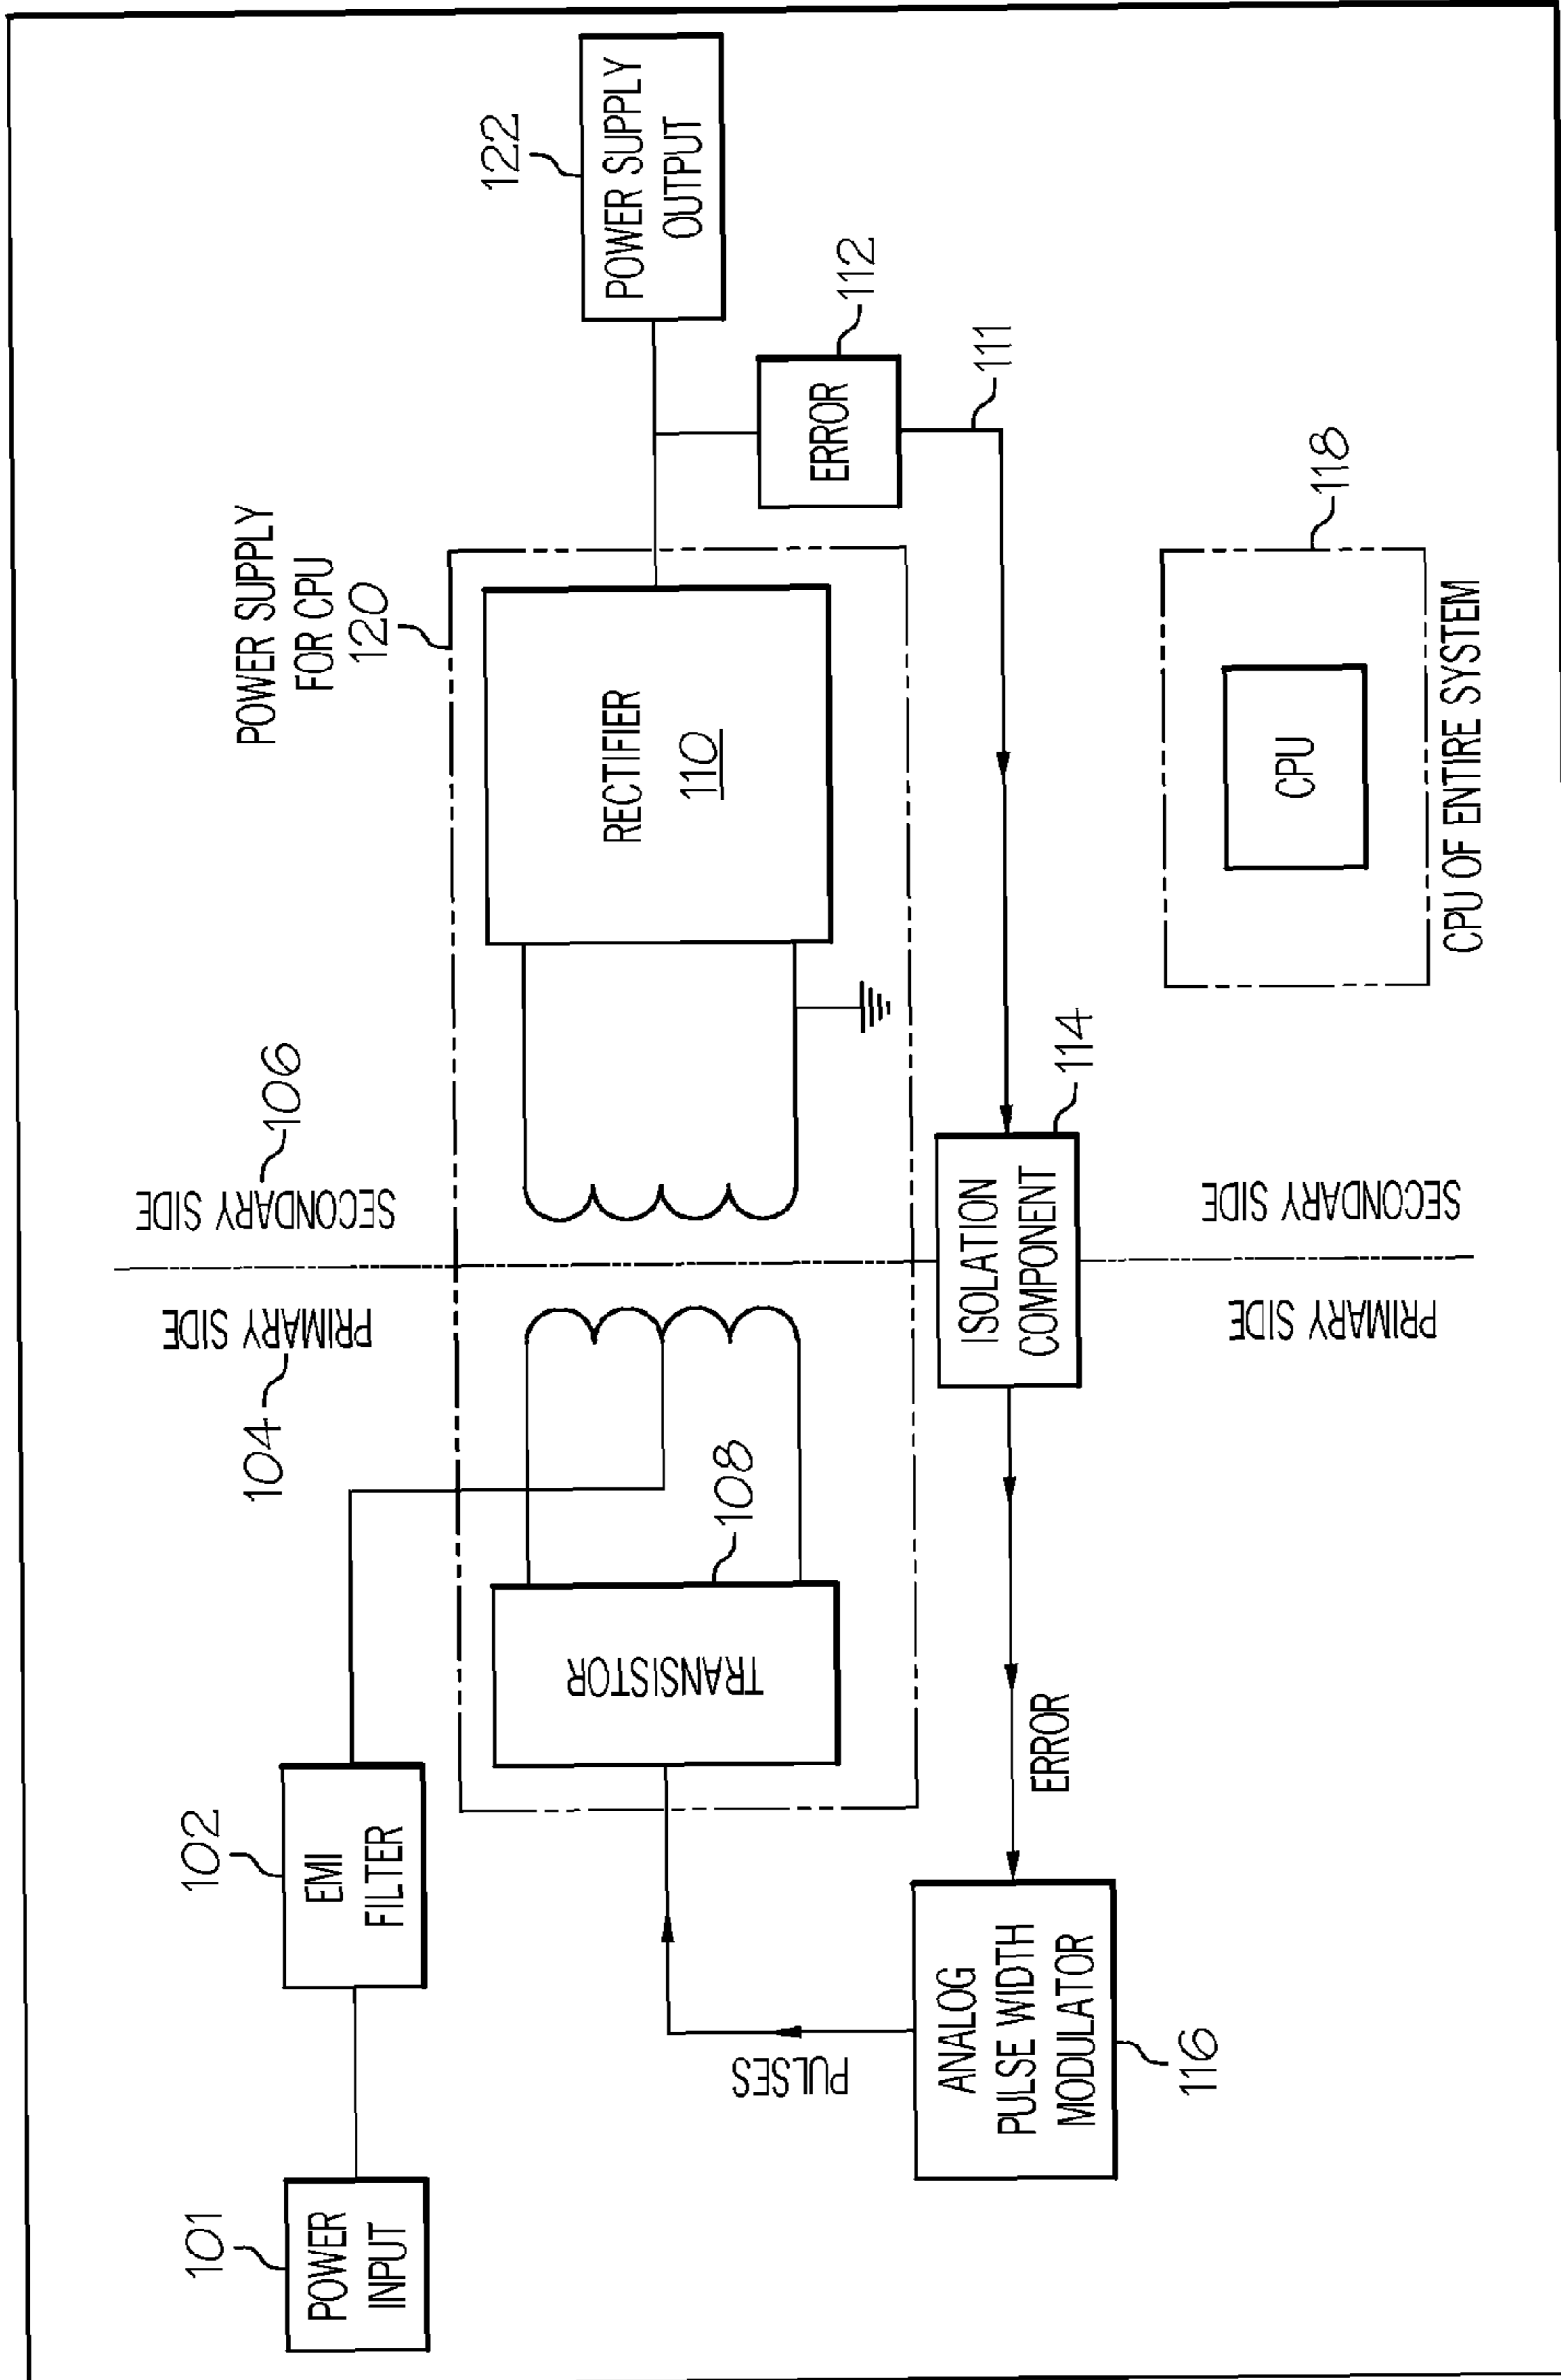 POWER SUPPLY
FOR CPU
120
122
POWER SUPPLY
OUTPUT
112
ERROR
111
RECTIFIER
110
SECONDARY SIDE
106
PRIMARY SIDE
104
102
EMI
FILTER
101
POWER
INPUT
TRANSISTOR
108
PULSES
ANALOG
PULSE WIDTH
MODULATOR
116
ERROR
ISOLATION
COMPONENT
114
SECONDARY SIDE
PRIMARY SIDE
118
CPU
CPU OF ENTIRE SYSTEM